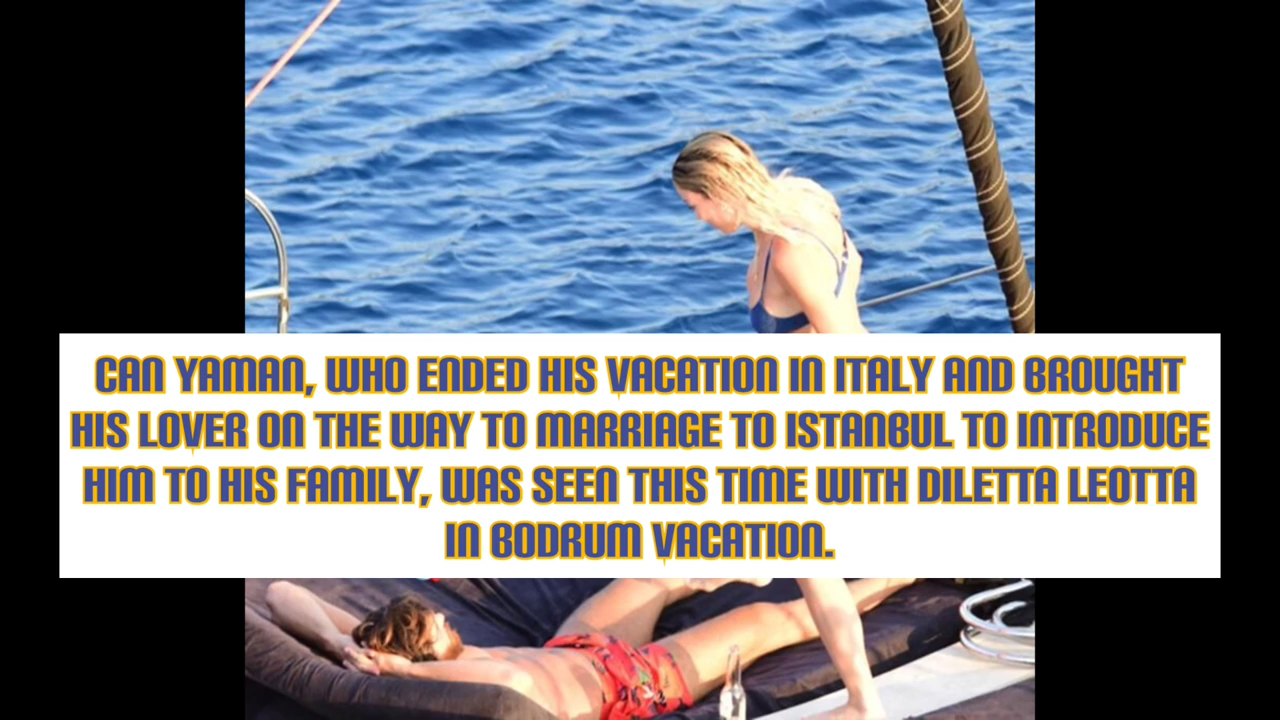 CAN YAMAN, WHO ENDED HIS VACATION IN ITALY AND BROUGHT
HIS LOVER ON THE WAY TO MARRIAGE TO ISTANBUL TO INTRODUCE
HIM TO HIS FAMILY, WAS SEEN THIS TIME WITH DILETTA LEOTTA
IN BODRUM VACATION.